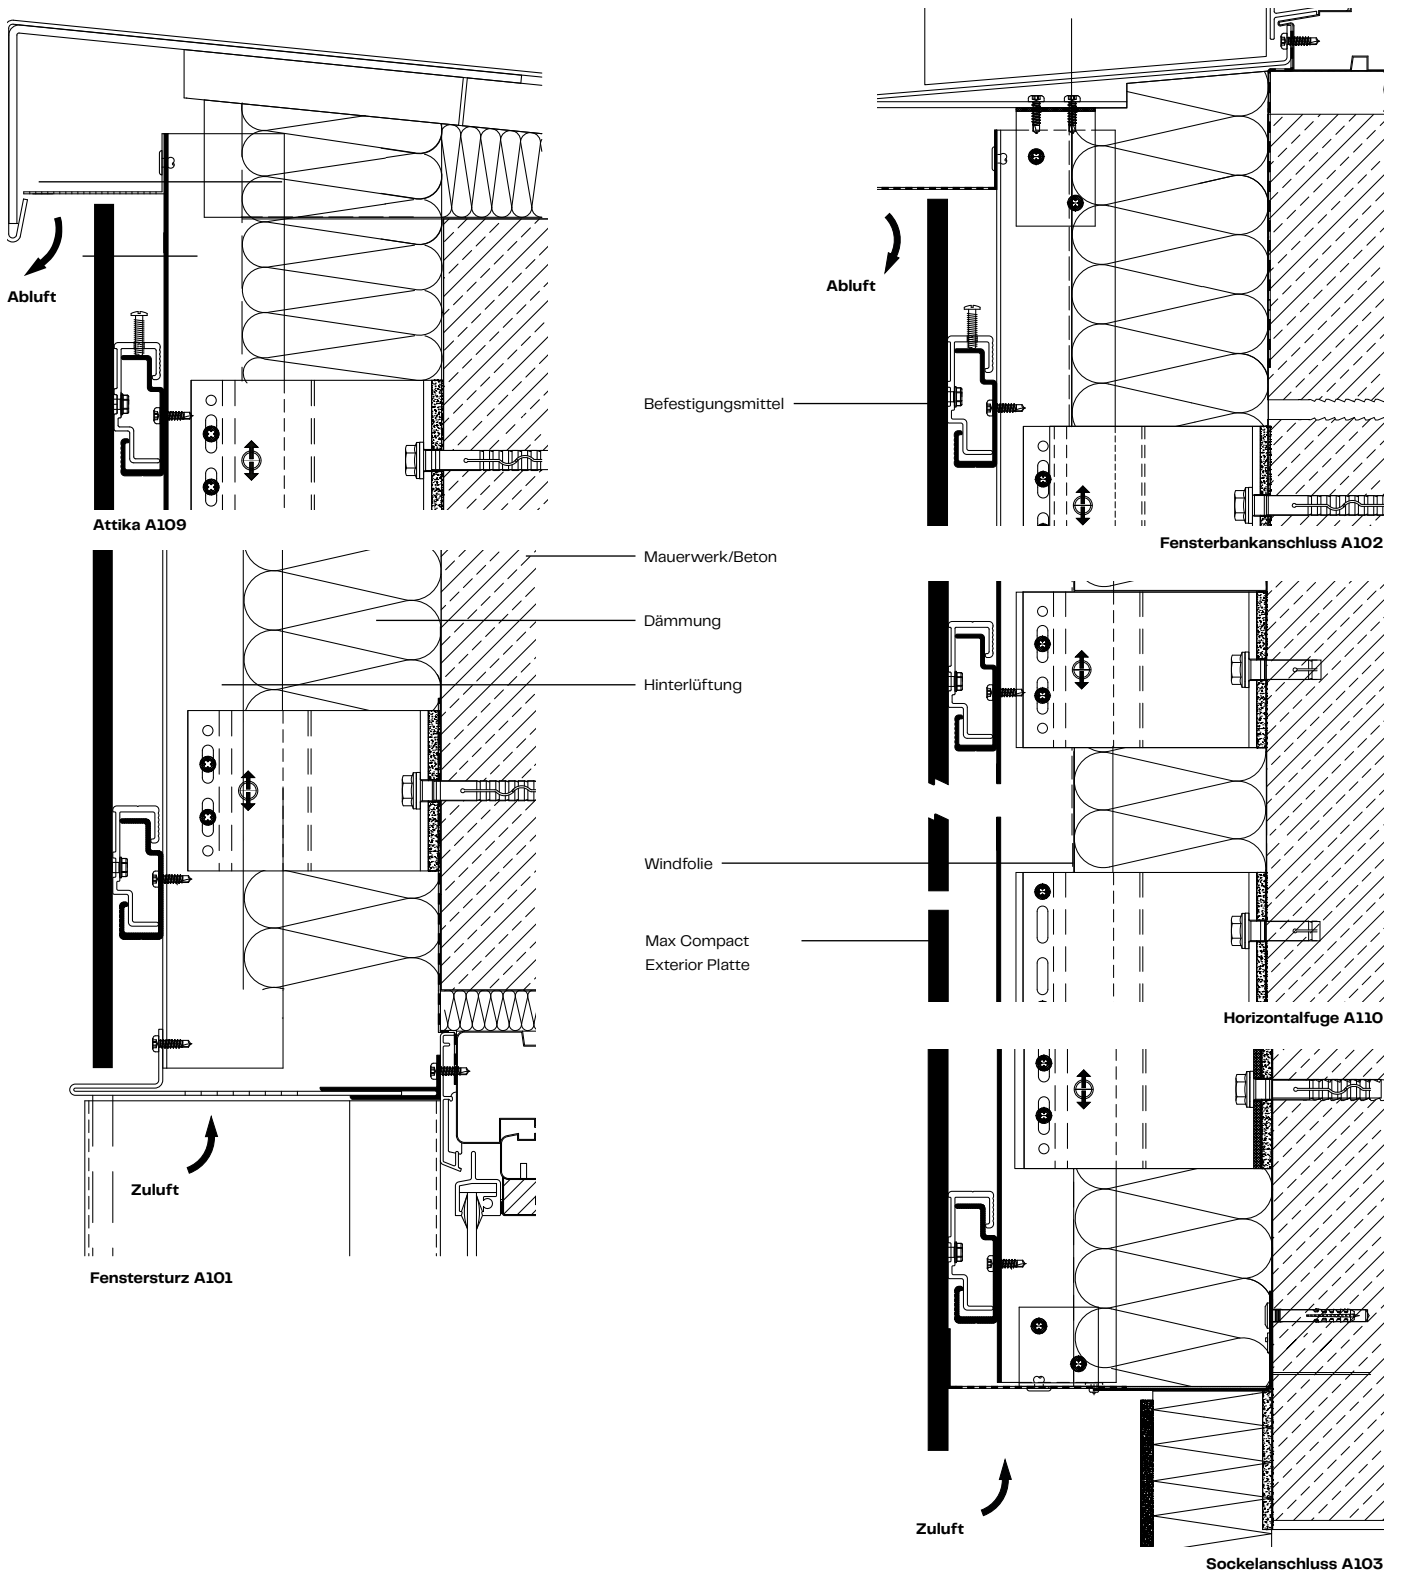 Abluft
Attika A109
Abluft
Befestigungsmittel
Fensterbankanschluss A102
Mauerwerk/Beton
Dämmung
Hinterlüftung
Windfolie
Max Compact
Exterior Platte
Horizontalfuge A110
Zuluft
Fenstersturz A101
Zuluft
Sockelanschluss A103